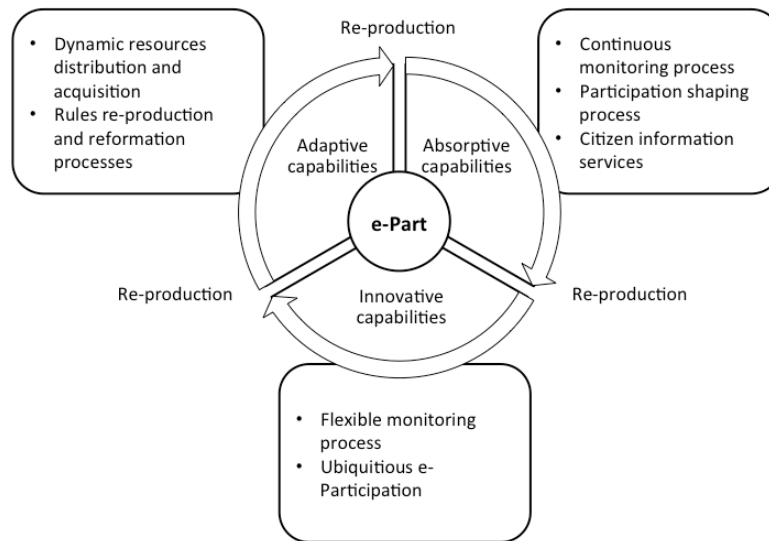 Re-production
• Dynamic resources
distribution and
acquisition
• Rules re-production
and reformation
processes
• Continuous
monitoring process
• Participation shaping
process
• Citizen information
services
Adaptive
capabilities
Absorptive
capabilities
e-Part
Re-production
Innovative
capabilities
Re-production
• Flexible monitoring
process
• Ubiquitious e-
Participation